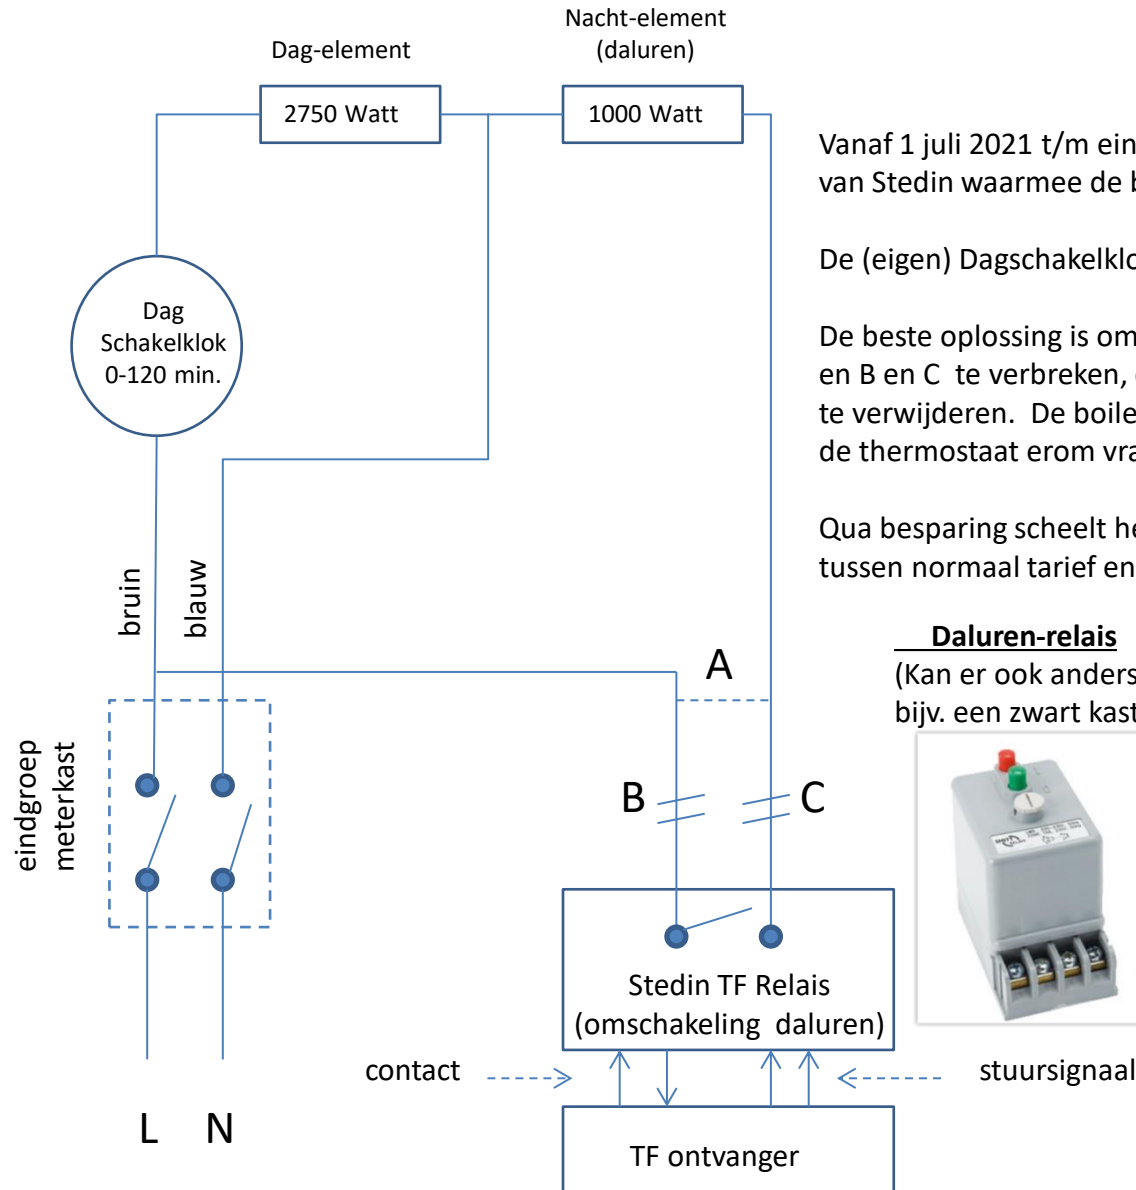 Nacht-element
(daluren)
Dag-element
2750 Watt
1000 Watt
Vanaf 1 juli 2021 t/m ein
van Stedin waarmee de b
De (eigen) Dagschakelklo
De beste oplossing is om
en B en C te verbreken,
te verwijderen. De boile
de thermostaat erom vra
Qua besparing scheelt he
tussen normaal tarief en
Dag
Schakelklok
0-120 min.
bruin
blauw
Daluren-relais
(Kan er ook anders
bijv. een zwart kast
A
B
C
eindgroep
meterkast
Stedin TF Relais
(omschakeling daluren)
contact
stuursignaal
L N
TF ontvanger